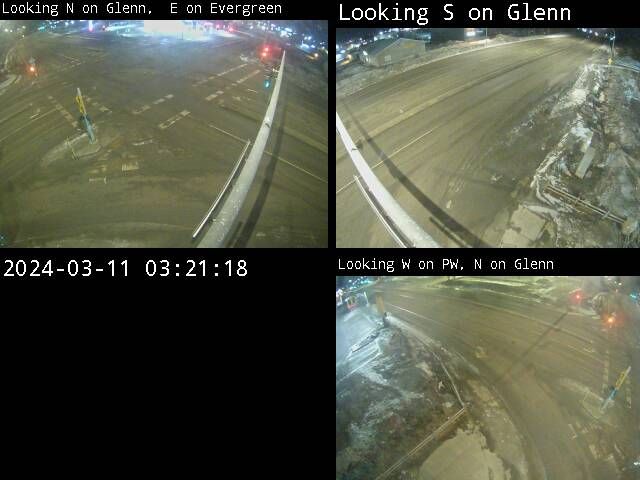 Looking N on Glenn,  E on Evergreen
Looking S on Glenn
2024-03-11 03:21:18
Looking W on PW, N on Glenn